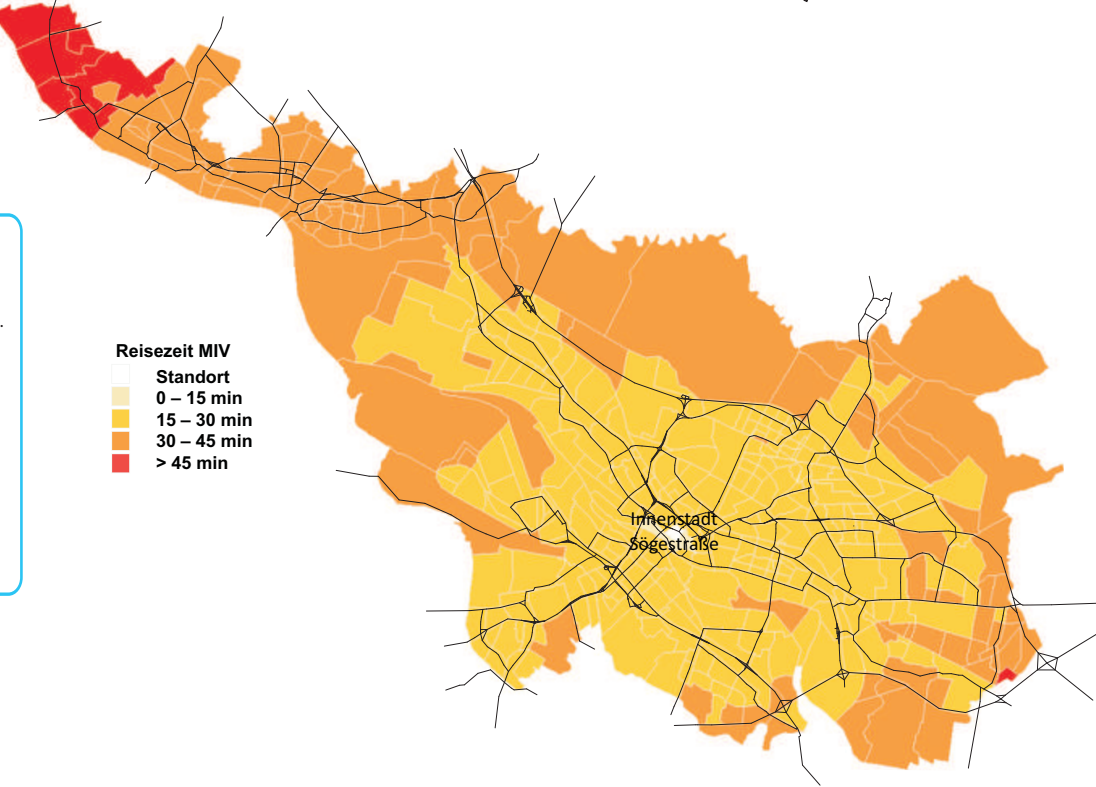 Reisezeit MIV
Standort
0 – 15 min
15 – 30 min
30 – 45 min
> 45 min
Innenstadt
Sögestraße